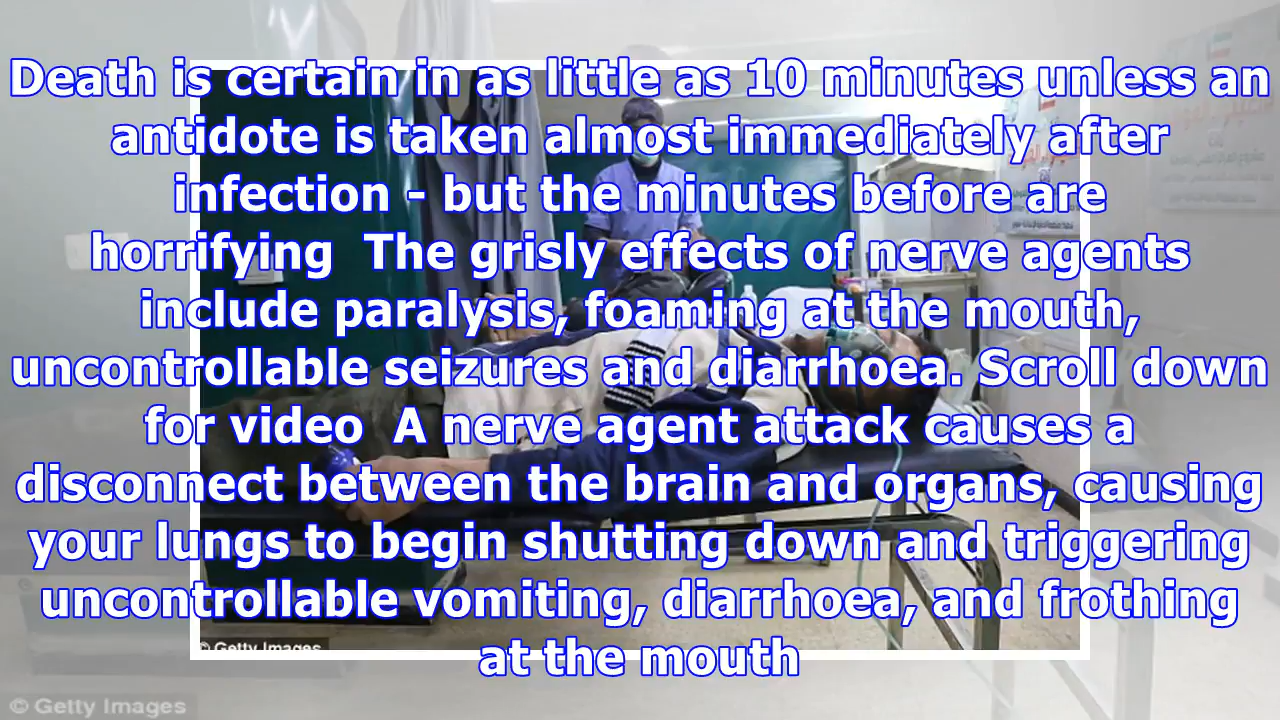 Death is certain in as little as 10 minutes unless an
antidote is taken almost immediately after
infection - but the minutes before are
horrifying  The grisly effects of nerve agents
include paralysis, foaming at the mouth,
uncontrollable seizures and diarrhoea. Scroll down
for video  A nerve agent attack causes a
disconnect between the brain and organs, causing
your lungs to begin shutting down and triggering
uncontrollable vomiting, diarrhoea, and frothing
at the mouth
© Getty Images
© Getty Images